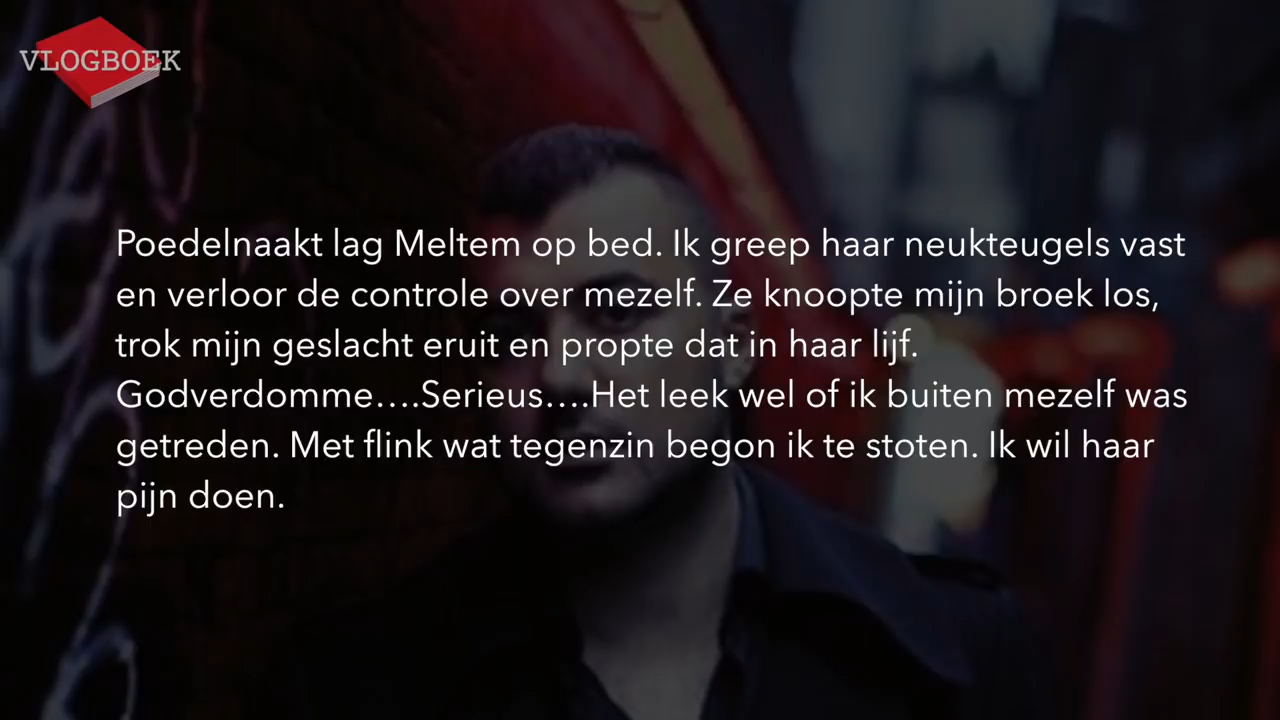 VLOGBOEK
Poedelnaakt lag Meltem op bed. Ik greep haar neukteugels vast
en verloor de controle over mezelf. Ze knoopte mijn broek los,
trok mijn geslacht eruit en propte dat in haar lijf.
Godverdomme....Serieus....Het leek wel of ik buiten mezelf was
getreden. Met flink wat tegenzin begon ik te stoten. Ik wil haar
pijn doen.